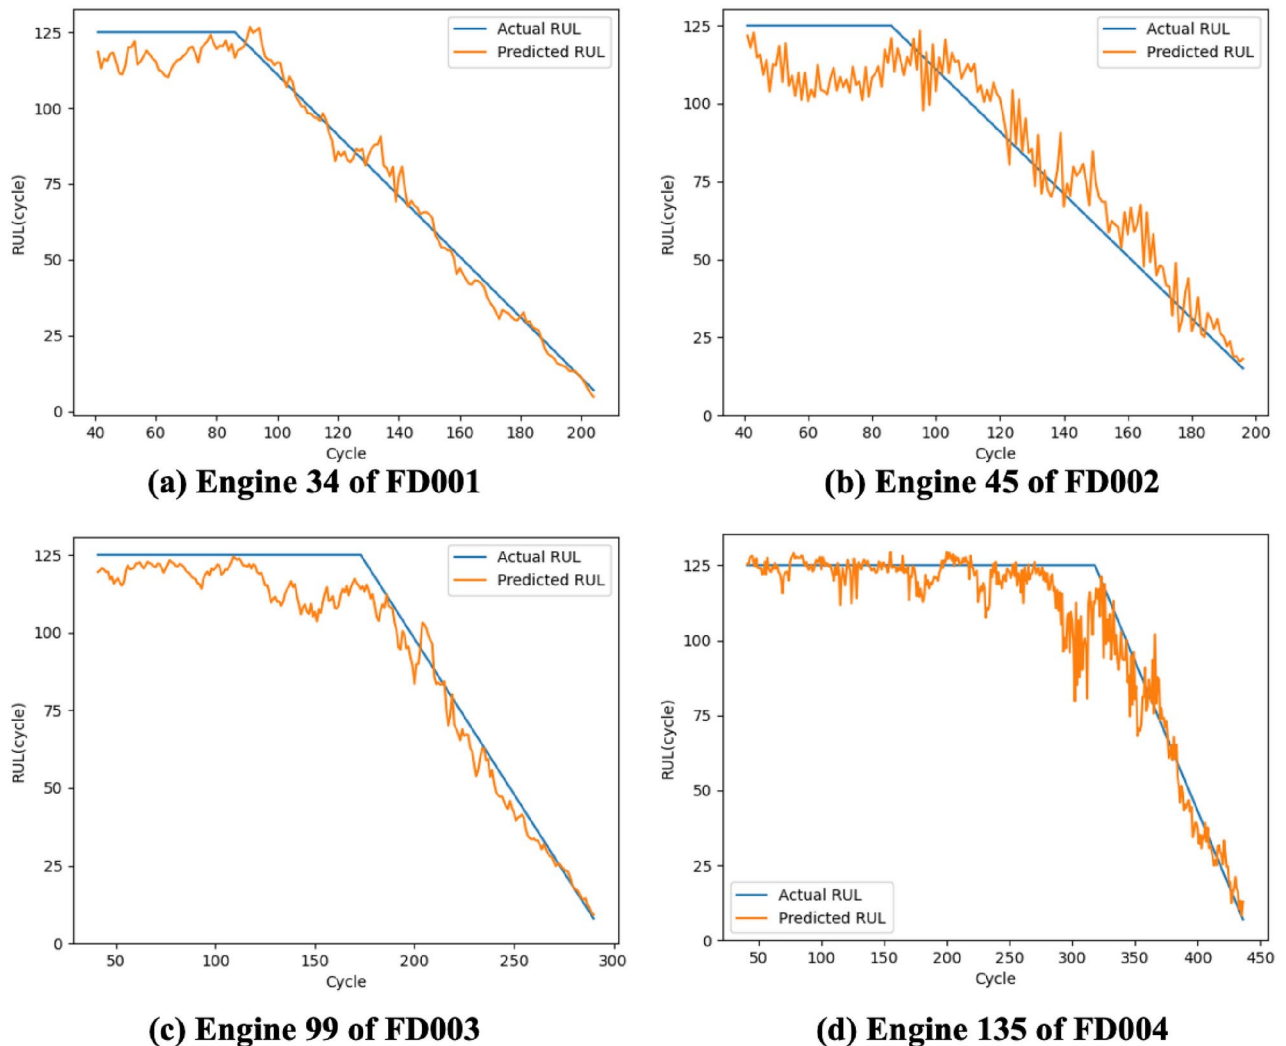 125
100
75
50
25
0
RUL(cycle)
Actual RUL
Predicted RUL
40 60 80 100 120 140 160 180 200
Cycle
(a) Engine 34 of FD001
125
100
75
50
25
0
RUL(cycle)
Actual RUL
Predicted RUL
40 60 80 100 120 140 160 180 200
Cycle
(b) Engine 45 of FD002
125
100
75
50
25
0
RUL(cycle)
Actual RUL
Predicted RUL
50 100 150 200 250 300
Cycle
(c) Engine 99 of FD003
125
100
75
50
25
0
RUL(cycle)
Actual RUL
Predicted RUL
50 100 150 200 250 300 350 400 450
Cycle
(d) Engine 135 of FD004